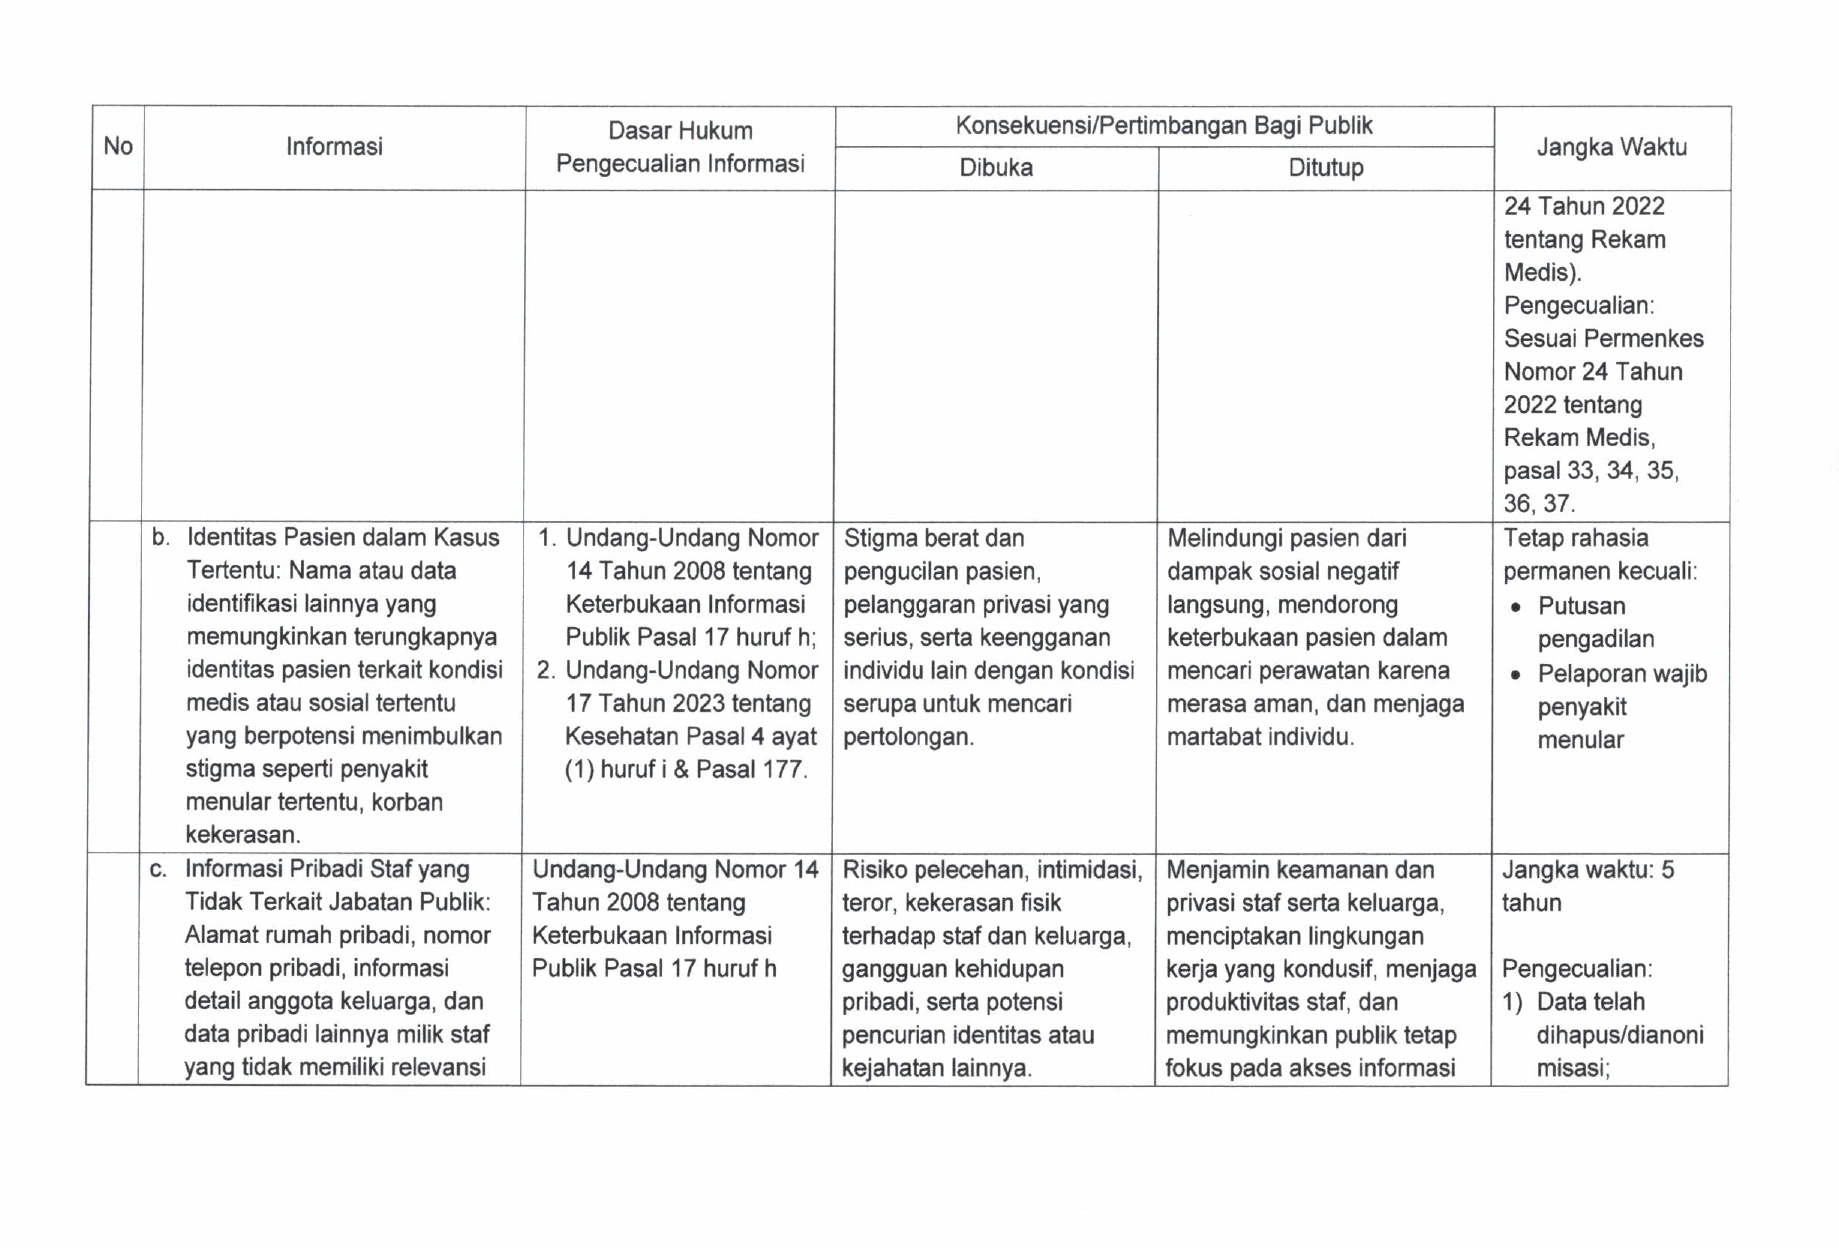 No
Informasi
Dasar Hukum
Pengecualian Informasi
Konsekuensi/Pertimbangan Bagi Publik
Dibuka
Ditutup
Jangka Waktu
24 Tahun 2022
tentang Rekam
Medis).
Pengecualian:
Sesuai Permenkes
Nomor 24 Tahun
2022 tentang
Rekam Medis,
pasal 33, 34, 35,
36, 37.
b. Identitas Pasien dalam Kasus
Tertentu: Nama atau data
identifikasi lainnya yang
memungkinkan terungkapnya
identitas pasien terkait kondisi
medis atau sosial tertentu
yang berpotensi menimbulkan
stigma seperti penyakit
menular tertentu, korban
kekerasan.
1. Undang-Undang Nomor
14 Tahun 2008 tentang
Keterbukaan Informasi
Publik Pasal 17 huruf h;
2. Undang-Undang Nomor
17 Tahun 2023 tentang
Kesehatan Pasal 4 ayat
(1) huruf i & Pasal 177.
Stigma berat dan
pengucilan pasien,
pelanggaran privasi yang
serius, serta keengganan
individu lain dengan kondisi
serupa untuk mencari
pertolongan.
Melindungi pasien dari
dampak sosial negatif
langsung, mendorong
keterbukaan pasien dalam
mencari perawatan karena
merasa aman, dan menjaga
martabat individu.
Tetap rahasia
permanen kecuali:
• Putusan
pengadilan
• Pelaporan wajib
penyakit
menular
c. Informasi Pribadi Staf yang
Tidak Terkait Jabatan Publik:
Alamat rumah pribadi, nomor
telepon pribadi, informasi
detail anggota keluarga, dan
data pribadi lainnya milik staf
yang tidak memiliki relevansi
Undang-Undang Nomor 14
Tahun 2008 tentang
Keterbukaan Informasi
Publik Pasal 17 huruf h
Risiko pelecehan, intimidasi,
teror, kekerasan fisik
terhadap staf dan keluarga,
gangguan kehidupan
pribadi, serta potensi
pencurian identitas atau
kejahatan lainnya.
Menjamin keamanan dan
privasi staf serta keluarga,
menciptakan lingkungan
kerja yang kondusif, menjaga
produktivitas staf, dan
memungkinkan publik tetap
fokus pada akses informasi
Jangka waktu: 5
tahun
Pengecualian:
1) Data telah
dihapus/dianoni
misasi;